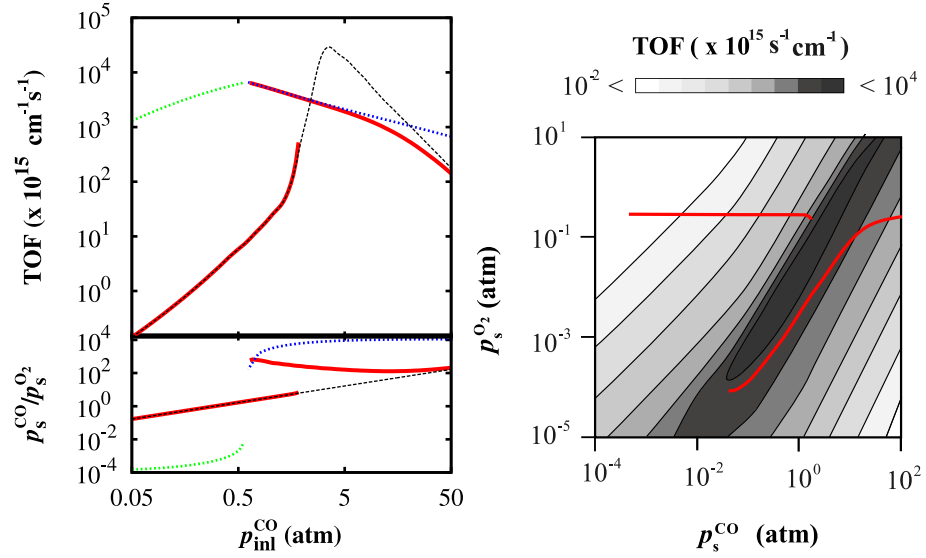 TOF (x 10^15 cm^-1 s^-1)
10^5
10^4
10^3
10^2
10^1
10^0
10^4
10^2
10^0
10^-2
10^-4
p_s^CO/p_s^O2
0.05 0.5 5 50
p_inl^CO (atm)
TOF ( x 10^15 s^-1 cm^-1)
10^-2 < < 10^4
10^1
10^-1
10^-3
10^-5
p_s^O2 (atm)
10^-4 10^-2 10^0 10^2
p_s^CO (atm)